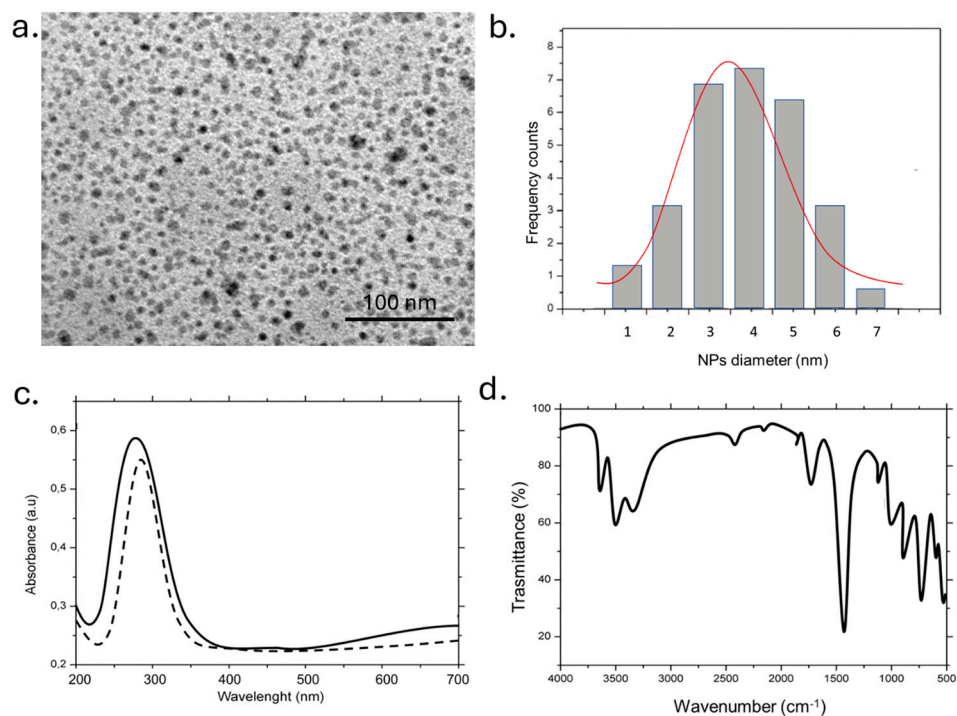 a.
100 nm
b.
Frequency counts
8
7
6
5
4
3
2
1
0
1 2 3 4 5 6 7
NPs diameter (nm)
c.
Absorbance (a.u)
0,6
0,5
0,4
0,3
0,2
200 300 400 500 600 700
Wavelenght (nm)
d.
Trasmittance (%)
100
80
60
40
20
4000 3500 3000 2500 2000 1500 1000 500
Wavenumber (cm-1)